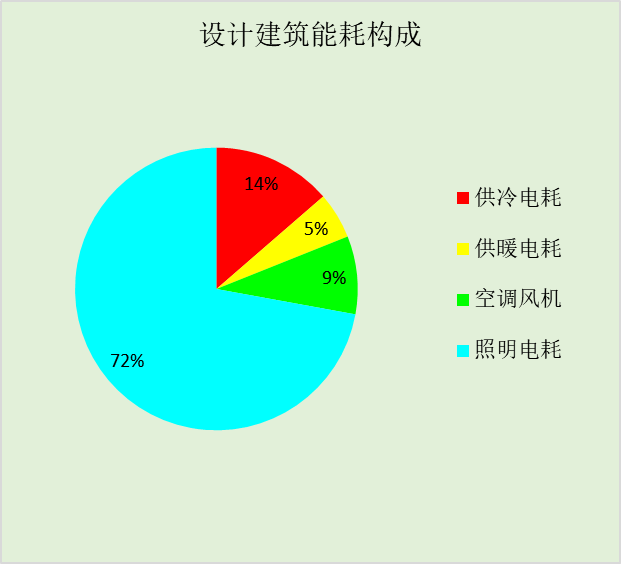 设计建筑能耗构成
14%
5%
9%
72%
供冷电耗
供暖电耗
空调风机
照明电耗